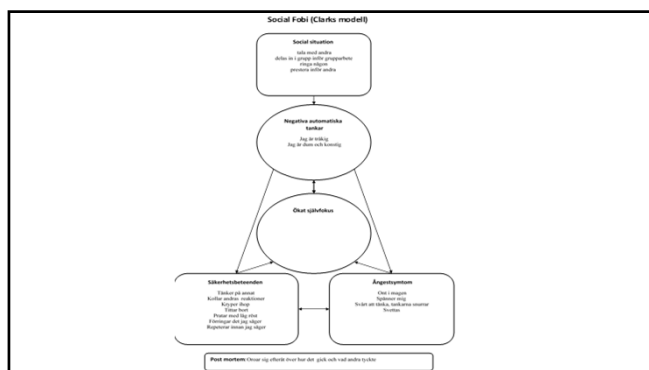 Social Fobi (Clarks modell)
Social situation
tala med andra
delas in i grupp inför grupparbete
ringa någon
prestera inför andra
Negativa automatiska
tankar
Jag är tråkig
Jag är dum och konstig
Ökat självfokus
Säkerhetsbeteenden
Tänker på annat
Kollar andras reaktioner
Kryper ihop
Tittar bort
Pratar med låg röst
Förringar det jag säger
Repeterar innan jag säger
Ångestsymtom
Ont i magen
Spänner mig
Svårt att tänka, tankarna snurrar
Svettas
Post mortem: Oroar sig efteråt över hur det gick och vad andra tyckte